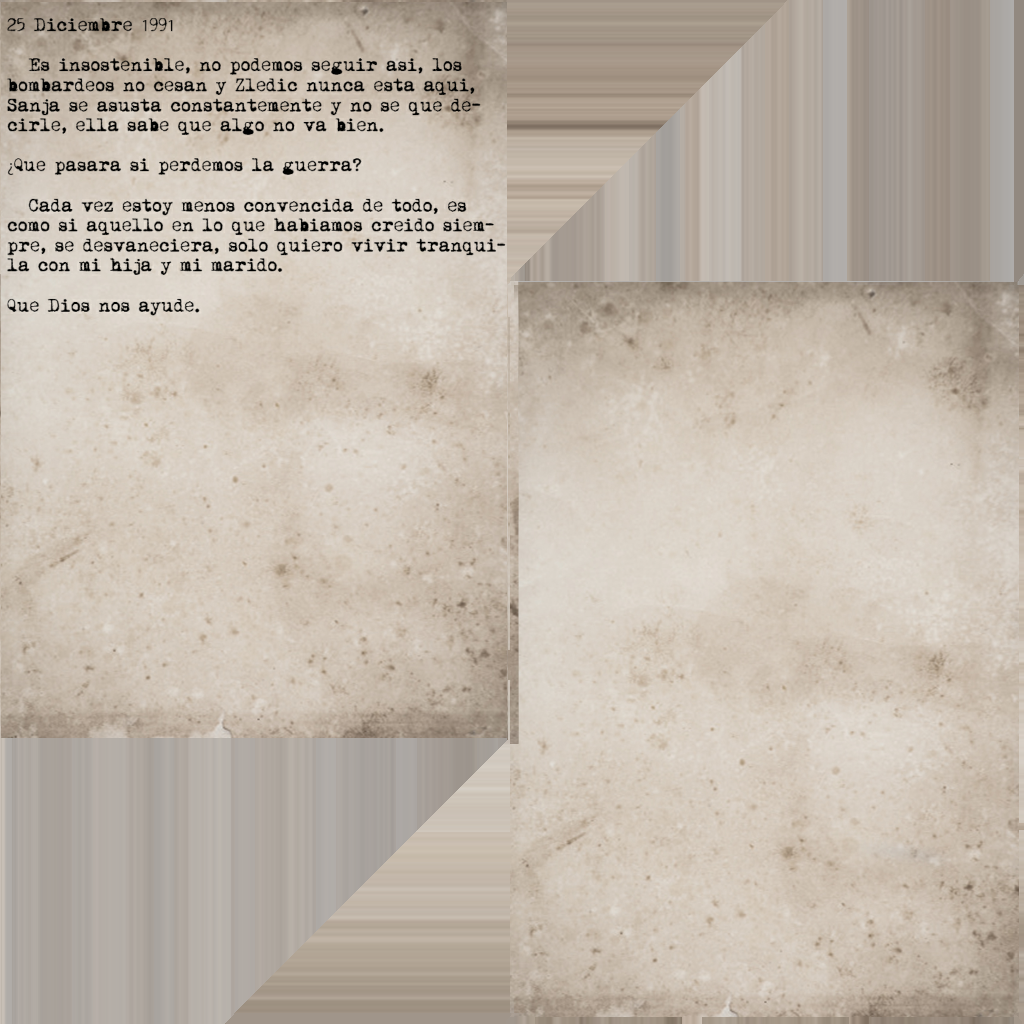 25 Diciembre 1991
Es insostenible, no podemos seguir asi, los
bombardeos no cesan y Zledic nunca esta aqui,
Sanja se asusta constantemente y no se que de-
cirle, ella sabe que algo no va bien.
¿Que pasara si perdemos la guerra?
Cada vez estoy menos convencida de todo, es
como si aquello en lo que habiamos creido siem-
pre, se desvaneciera, solo quiero vivir tranqui-
la con mi hija y mi marido.
Que Dios nos ayude.